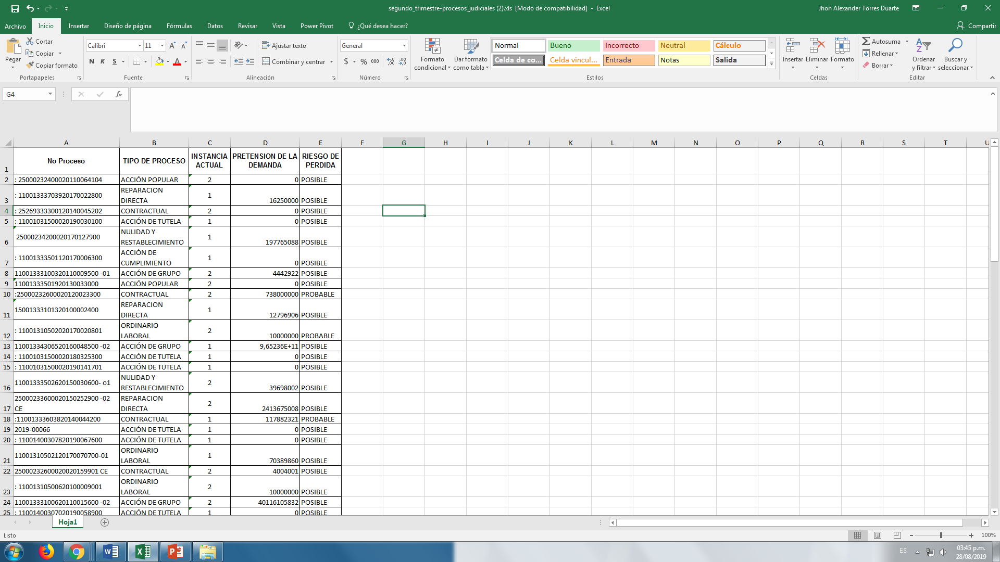 segundo_trimestre-procesos_judiciales (2).xls [Modo de compatibilidad] - Excel
Jhon Alexander Torres Duarte
Archivo Inicio Insertar Diseño de página Fórmulas Datos Revisar Vista Power Pivot ¿Qué desea hacer? Compartir
Pegar
Cortar
Copiar
Copiar formato
Portapapeles
Calibri 11
N K S
Fuente
Ajustar texto
Combinar y centrar
Alineación
General
$ % 000
Número
Formato condicional
Dar formato como tabla
Normal Bueno Incorrecto Neutral Cálculo
Celda de co... Celda vincul... Entrada Notas Salida
Estilos
Insertar Eliminar Formato
Celdas
Autosuma
Rellenar
Borrar
Ordenar y filtrar
Buscar y seleccionar
Editar
G4 fx
A B C D E F G H I J K L M N O P Q R S T U
1 No Proceso TIPO DE PROCESO INSTANCIA ACTUAL PRETENSION DE LA DEMANDA RIESGO DE PERDIDA
2 : 25000232400020110064104 ACCIÓN POPULAR 2 0 POSIBLE
3 : 11001333703920170022800 REPARACION DIRECTA 1 16250000 POSIBLE
4 : 25269333300120140045202 CONTRACTUAL 2 0 POSIBLE
5 : 11001031500020190030100 ACCIÓN DE TUTELA 1 0 POSIBLE
6 25000234200020170127900 NULIDAD Y RESTABLECIMIENTO 1 197765088 POSIBLE
7 : 11001333501120170006300 ACCIÓN DE CUMPLIMIENTO 1 0 POSIBLE
8 11001333100320110009500 -01 ACCIÓN DE GRUPO 2 4442922 POSIBLE
9 11001333501920130033000 ACCIÓN POPULAR 2 0 POSIBLE
10 :25000232600020120023300 CONTRACTUAL 2 738000000 PROBABLE
11 15001333101320100002400 REPARACION DIRECTA 1 12796906 POSIBLE
12 : 11001310502020170020801 ORDINARIO LABORAL 2 10000000 PROBABLE
13 11001334306520160048500 -02 ACCIÓN DE GRUPO 1 9,65236E+11 POSIBLE
14 : 11001031500020180325300 ACCIÓN DE TUTELA 1 0 POSIBLE
15 : 11001031500020190141701 ACCIÓN DE TUTELA 1 0 POSIBLE
16 11001333502620150030600- o1 NULIDAD Y RESTABLECIMIENTO 2 39698002 POSIBLE
17 25000233600020150252900 -02 CE REPARACION DIRECTA 2 2413675008 POSIBLE
18 :11001333603820140044200 CONTRACTUAL 1 117882321 PROBABLE
19 2019-00066 ACCIÓN DE TUTELA 1 0 POSIBLE
20 : 11001400307820190067600 ACCIÓN DE TUTELA 1 0 POSIBLE
21 11001310502120170070700-01 ORDINARIO LABORAL 1 70389860 POSIBLE
22 25000232600020020159901 CE CONTRACTUAL 2 4004001 POSIBLE
23 : 11001310500620100009001 ORDINARIO LABORAL 2 10000000 POSIBLE
24 11001333100620110015600 -02 ACCIÓN DE GRUPO 2 40116105832 POSIBLE
25 : 11001400307020190058900 ACCIÓN DE TUTELA 1 0 POSIBLE
Hoja1
Listo 100%
ES 03:45 p.m.
28/08/2019